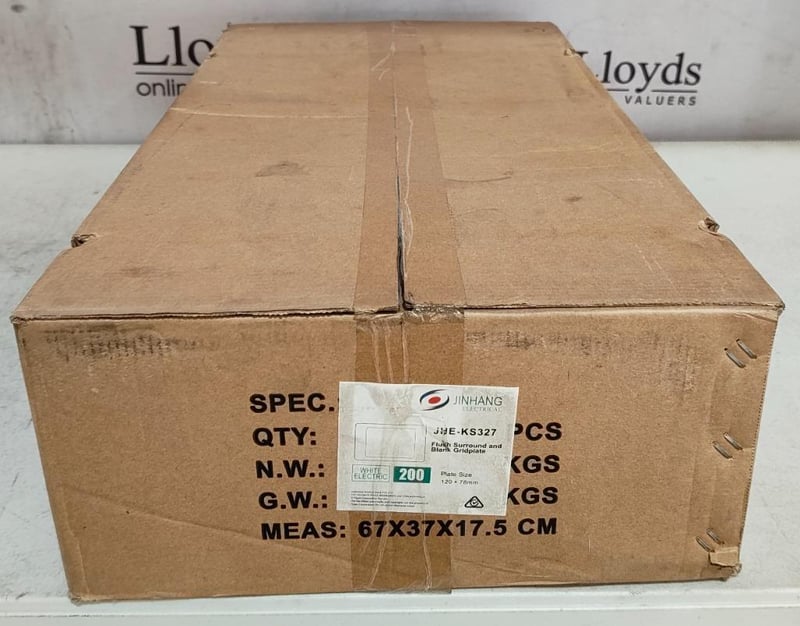 Lloyds
onlin
Lloyds
VALUERS
SPEC.:
QTY: PCS
N.W.: KGS
G.W.: KGS
MEAS: 67X37X17.5 CM
JINHANG
ELECTRICAL
JHE-KS327
Flush Surround and
Blank Gridplate
WHITE
ELECTRIC
200
Plate Size
120 * 76mm